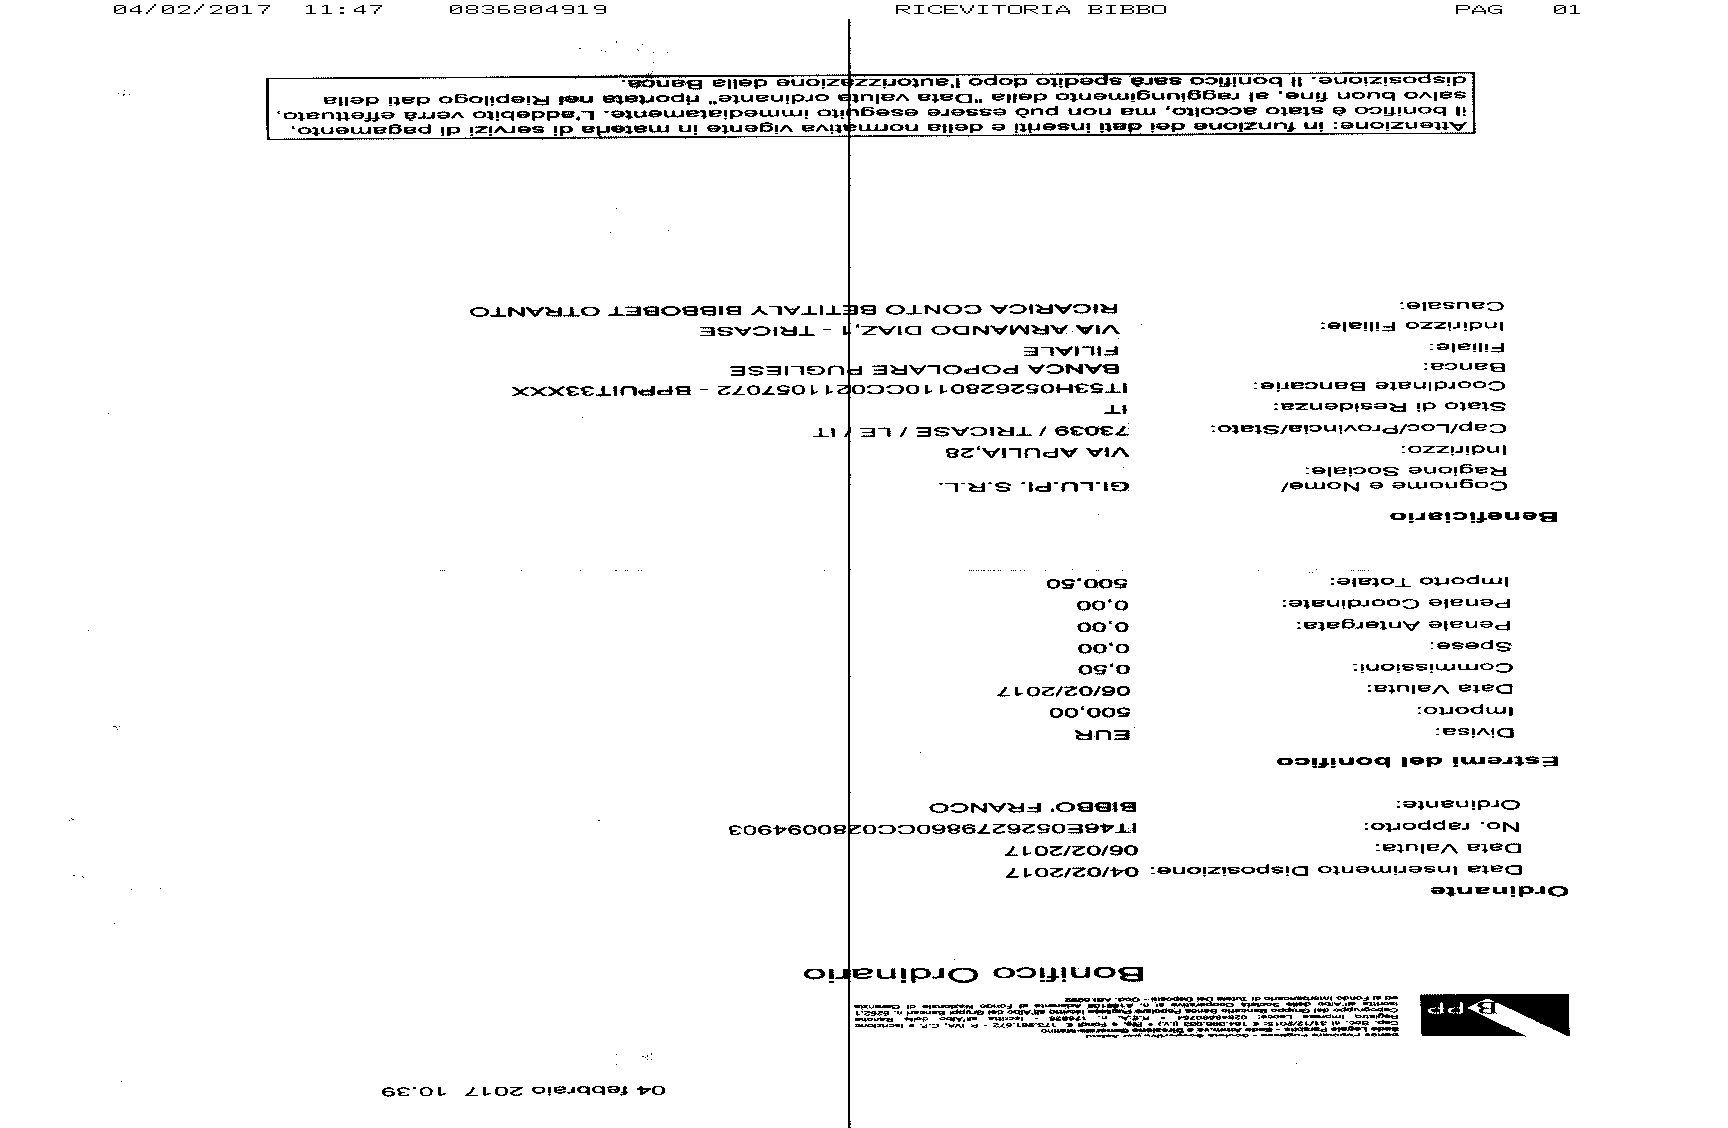 04/02/2017 11:47 0836804919 RICEVITORIA BIBBO PAG 01
04 febbraio 2017 10.39
BPP
Bonifico Ordinario
Ordinante
Data Inserimento Disposizione: 04/02/2017
Data Valuta: 06/02/2017
No. rapporto: IT46E0526279860CC0280094903
Ordinante: BIBBO' FRANCO
Estremi del bonifico
Divisa: EUR
Importo: 500,00
Data Valuta: 06/02/2017
Commissioni: 0,50
Spese: 0,00
Penale Antergata: 0,00
Penale Coordinate: 0,00
Importo Totale: 500,50
Beneficiario
Cognome e Nome/ GI.LU.PI. S.R.L.
Ragione Sociale:
Indirizzo: VIA APULIA,28
Cap/Loc/Provincia/Stato: 73039 / TRICASE / LE / IT
Stato di Residenza: IT
Coordinate Bancarie: IT53H0526280110CC0211057072 - BPPUIT33XXX
Banca: BANCA POPOLARE PUGLIESE
Filiale: FILIALE
Indirizzo Filiale: VIA ARMANDO DIAZ,1 - TRICASE
Causale: RICARICA CONTO BETITALY BIBBOBET OTRANTO
Attenzione: in funzione dei dati inseriti e della normativa vigente in materia di servizi di pagamento,
il bonifico è stato accolto, ma non può essere eseguito immediatamente. L'addebito verrà effettuato,
salvo buon fine, al raggiungimento della "Data valuta ordinante" riportata nel Riepilogo dati della
disposizione. Il bonifico sarà spedito dopo l'autorizzazione della Banca.